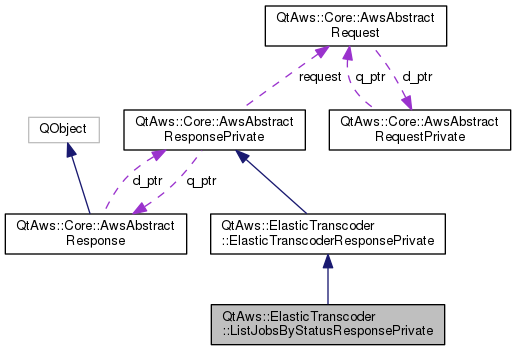 QtAws::Core::AwsAbstract
Request
request
q_ptr
d_ptr
QtAws::Core::AwsAbstract
ResponsePrivate
QtAws::Core::AwsAbstract
RequestPrivate
QObject
d_ptr
q_ptr
QtAws::Core::AwsAbstract
Response
QtAws::ElasticTranscoder
::ElasticTranscoderResponsePrivate
QtAws::ElasticTranscoder
::ListJobsByStatusResponsePrivate